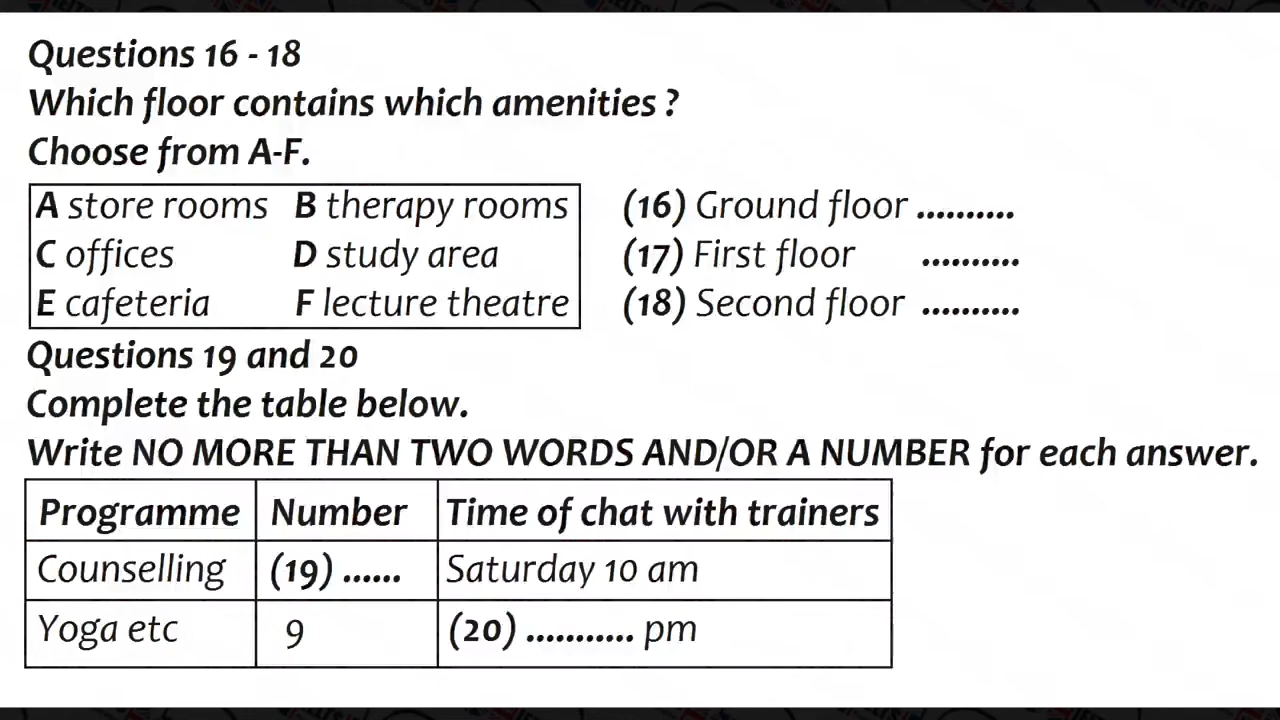 Questions 16 - 18
Which floor contains which amenities ?
Choose from A-F.
A store rooms B therapy rooms
C offices D study area
E cafeteria F lecture theatre
(16) Ground floor ..........
(17) First floor ..........
(18) Second floor ..........
Questions 19 and 20
Complete the table below.
Write NO MORE THAN TWO WORDS AND/OR A NUMBER for each answer.
Programme Number Time of chat with trainers
Counselling (19) ...... Saturday 10 am
Yoga etc 9 (20) ........... pm